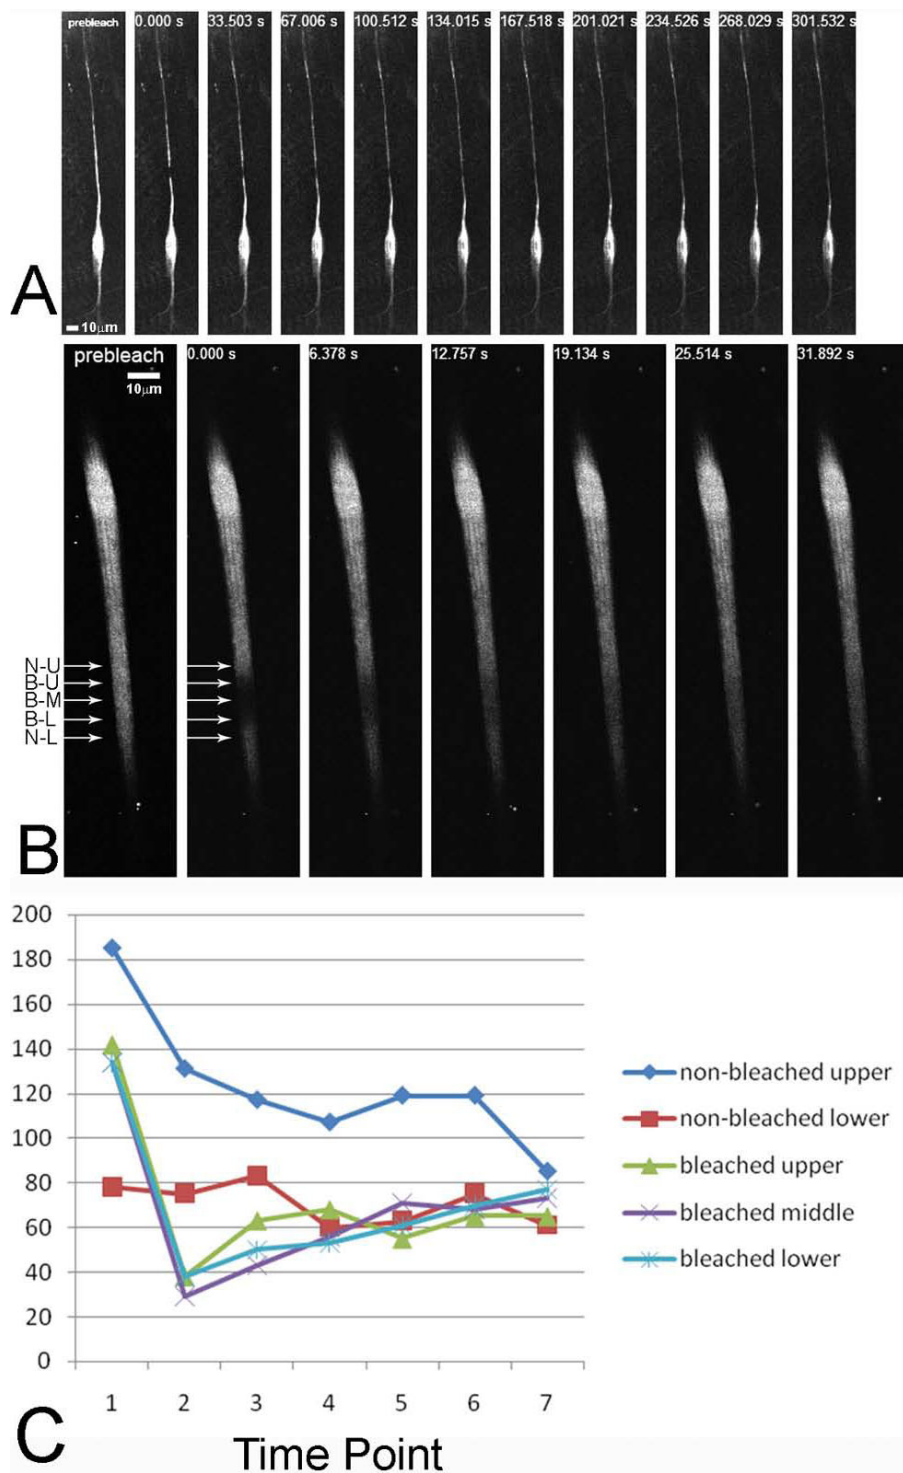 prebleach 0.000 s 33.503 s 67.006 s 100.512 s 134.015 s 167.518 s 201.021 s 234.526 s 268.029 s 301.532 s
10µm
A
prebleach 0.000 s 6.378 s 12.757 s 19.134 s 25.514 s 31.892 s
10µm
N-U
B-U
B-M
B-L
N-L
B
200
180
160
140
120
100
80
60
40
20
0
1 2 3 4 5 6 7
non-bleached upper
non-bleached lower
bleached upper
bleached middle
bleached lower
C
Time Point